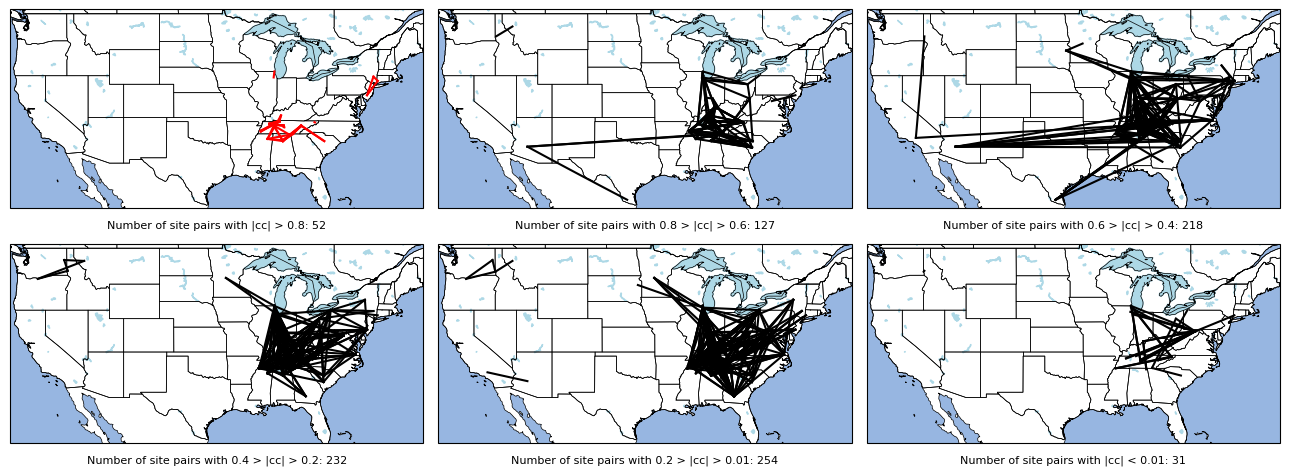 Number of site pairs with |cc| > 0.8: 52
Number of site pairs with 0.8 > |cc| > 0.6: 127
Number of site pairs with 0.6 > |cc| > 0.4: 218
Number of site pairs with 0.4 > |cc| > 0.2: 232
Number of site pairs with 0.2 > |cc| > 0.01: 254
Number of site pairs with |cc| < 0.01: 31